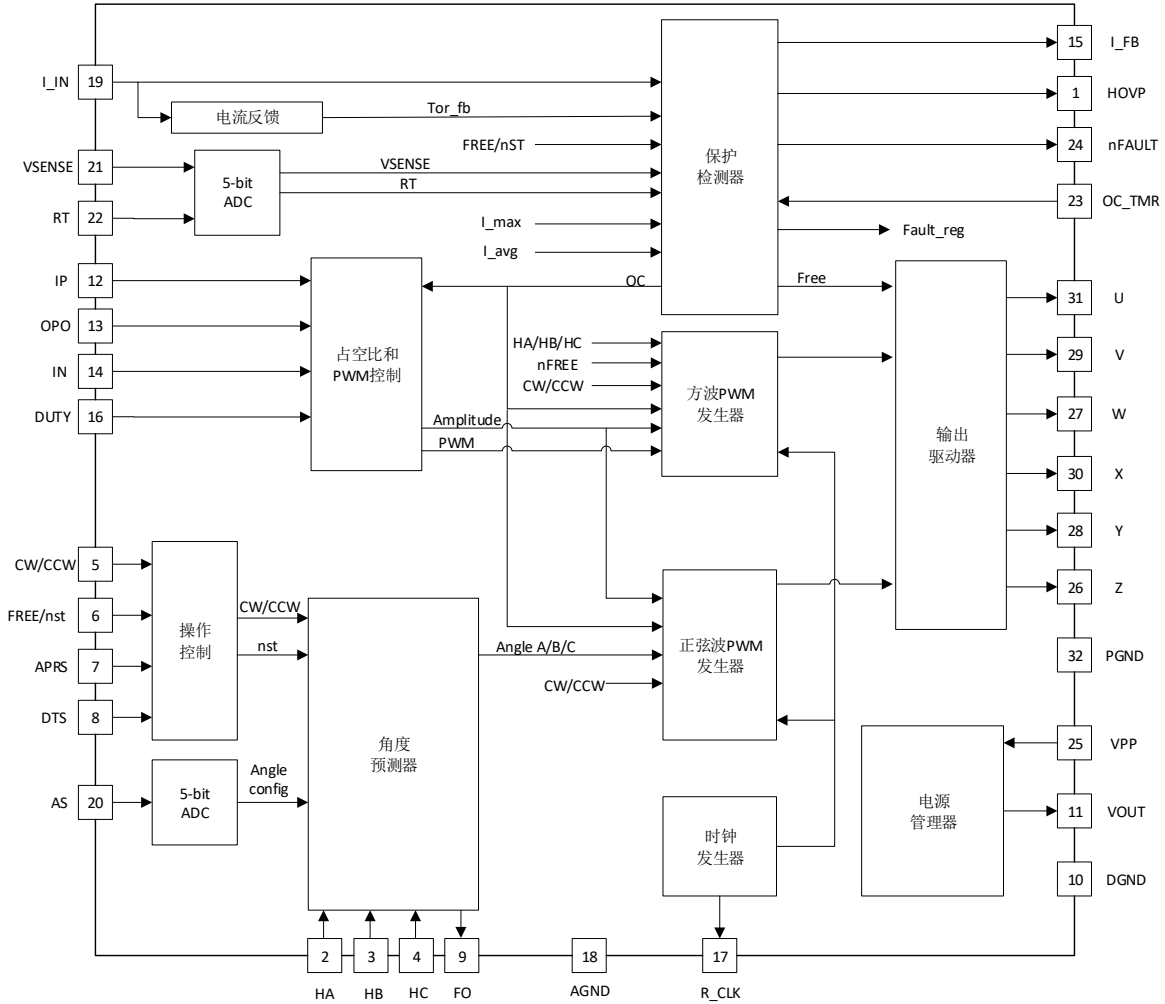 15
I_FB
I_IN
19
1
HOVP
电流反馈
Tor_fb
FREE/nST
保护
检测器
24
nFAULT
VSENSE
21
5-bit
ADC
VSENSE
RT
23
OC_TMR
RT
22
I_max
Fault_reg
I_avg
IP
12
OC
Free
31
U
OPO
13
占空比和
PWM控制
HA/HB/HC
nFREE
CW/CCW
方波PWM
发生器
29
V
IN
14
DUTY
16
Amplitude
PWM
输出
驱动器
27
W
30
X
28
Y
CW/CCW
5
26
Z
FREE/nst
6
操作
控制
CW/CCW
nst
Angle A/B/C
正弦波PWM
发生器
CW/CCW
32
PGND
APRS
7
DTS
8
角度
预测器
25
VPP
AS
20
5-bit
ADC
Angle
config
时钟
发生器
电源
管理器
11
VOUT
10
DGND
2
3
4
9
18
17
HA
HB
HC
FO
AGND
R_CLK